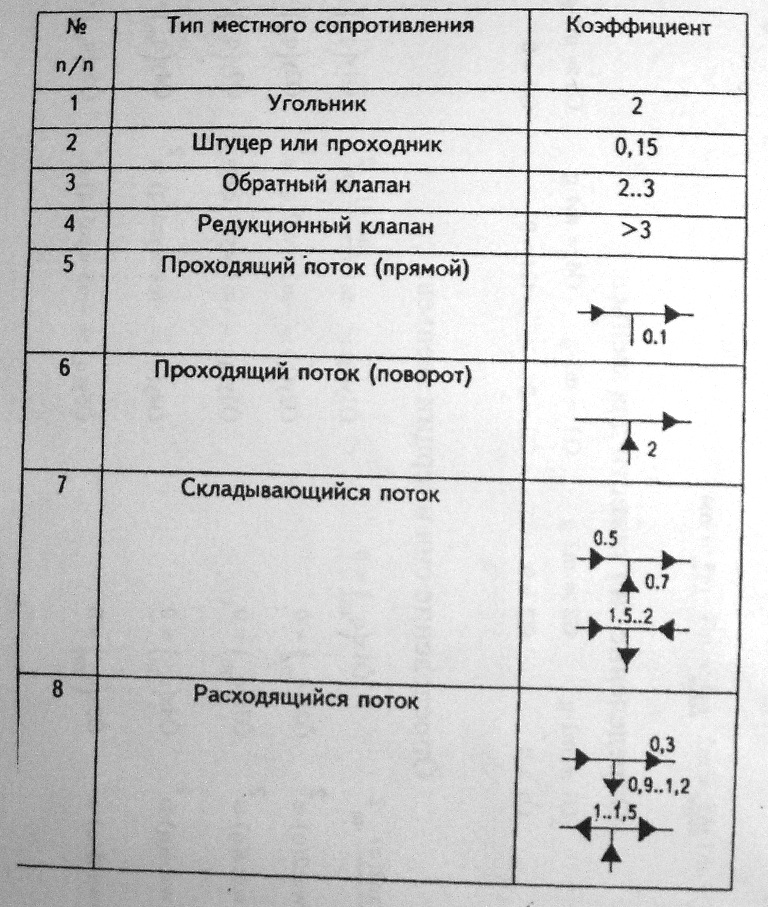 № п/п Тип местного сопротивления Коэффициент
1 Угольник 2
2 Штуцер или проходник 0,15
3 Обратный клапан 2..3
4 Редукционный клапан >3
5 Проходящий поток (прямой)
0.1
6 Проходящий поток (поворот)
2
7 Складывающийся поток
0.5
0.7
1.5..2
8 Расходящийся поток
0,3
0,9..1,2
1..1,5